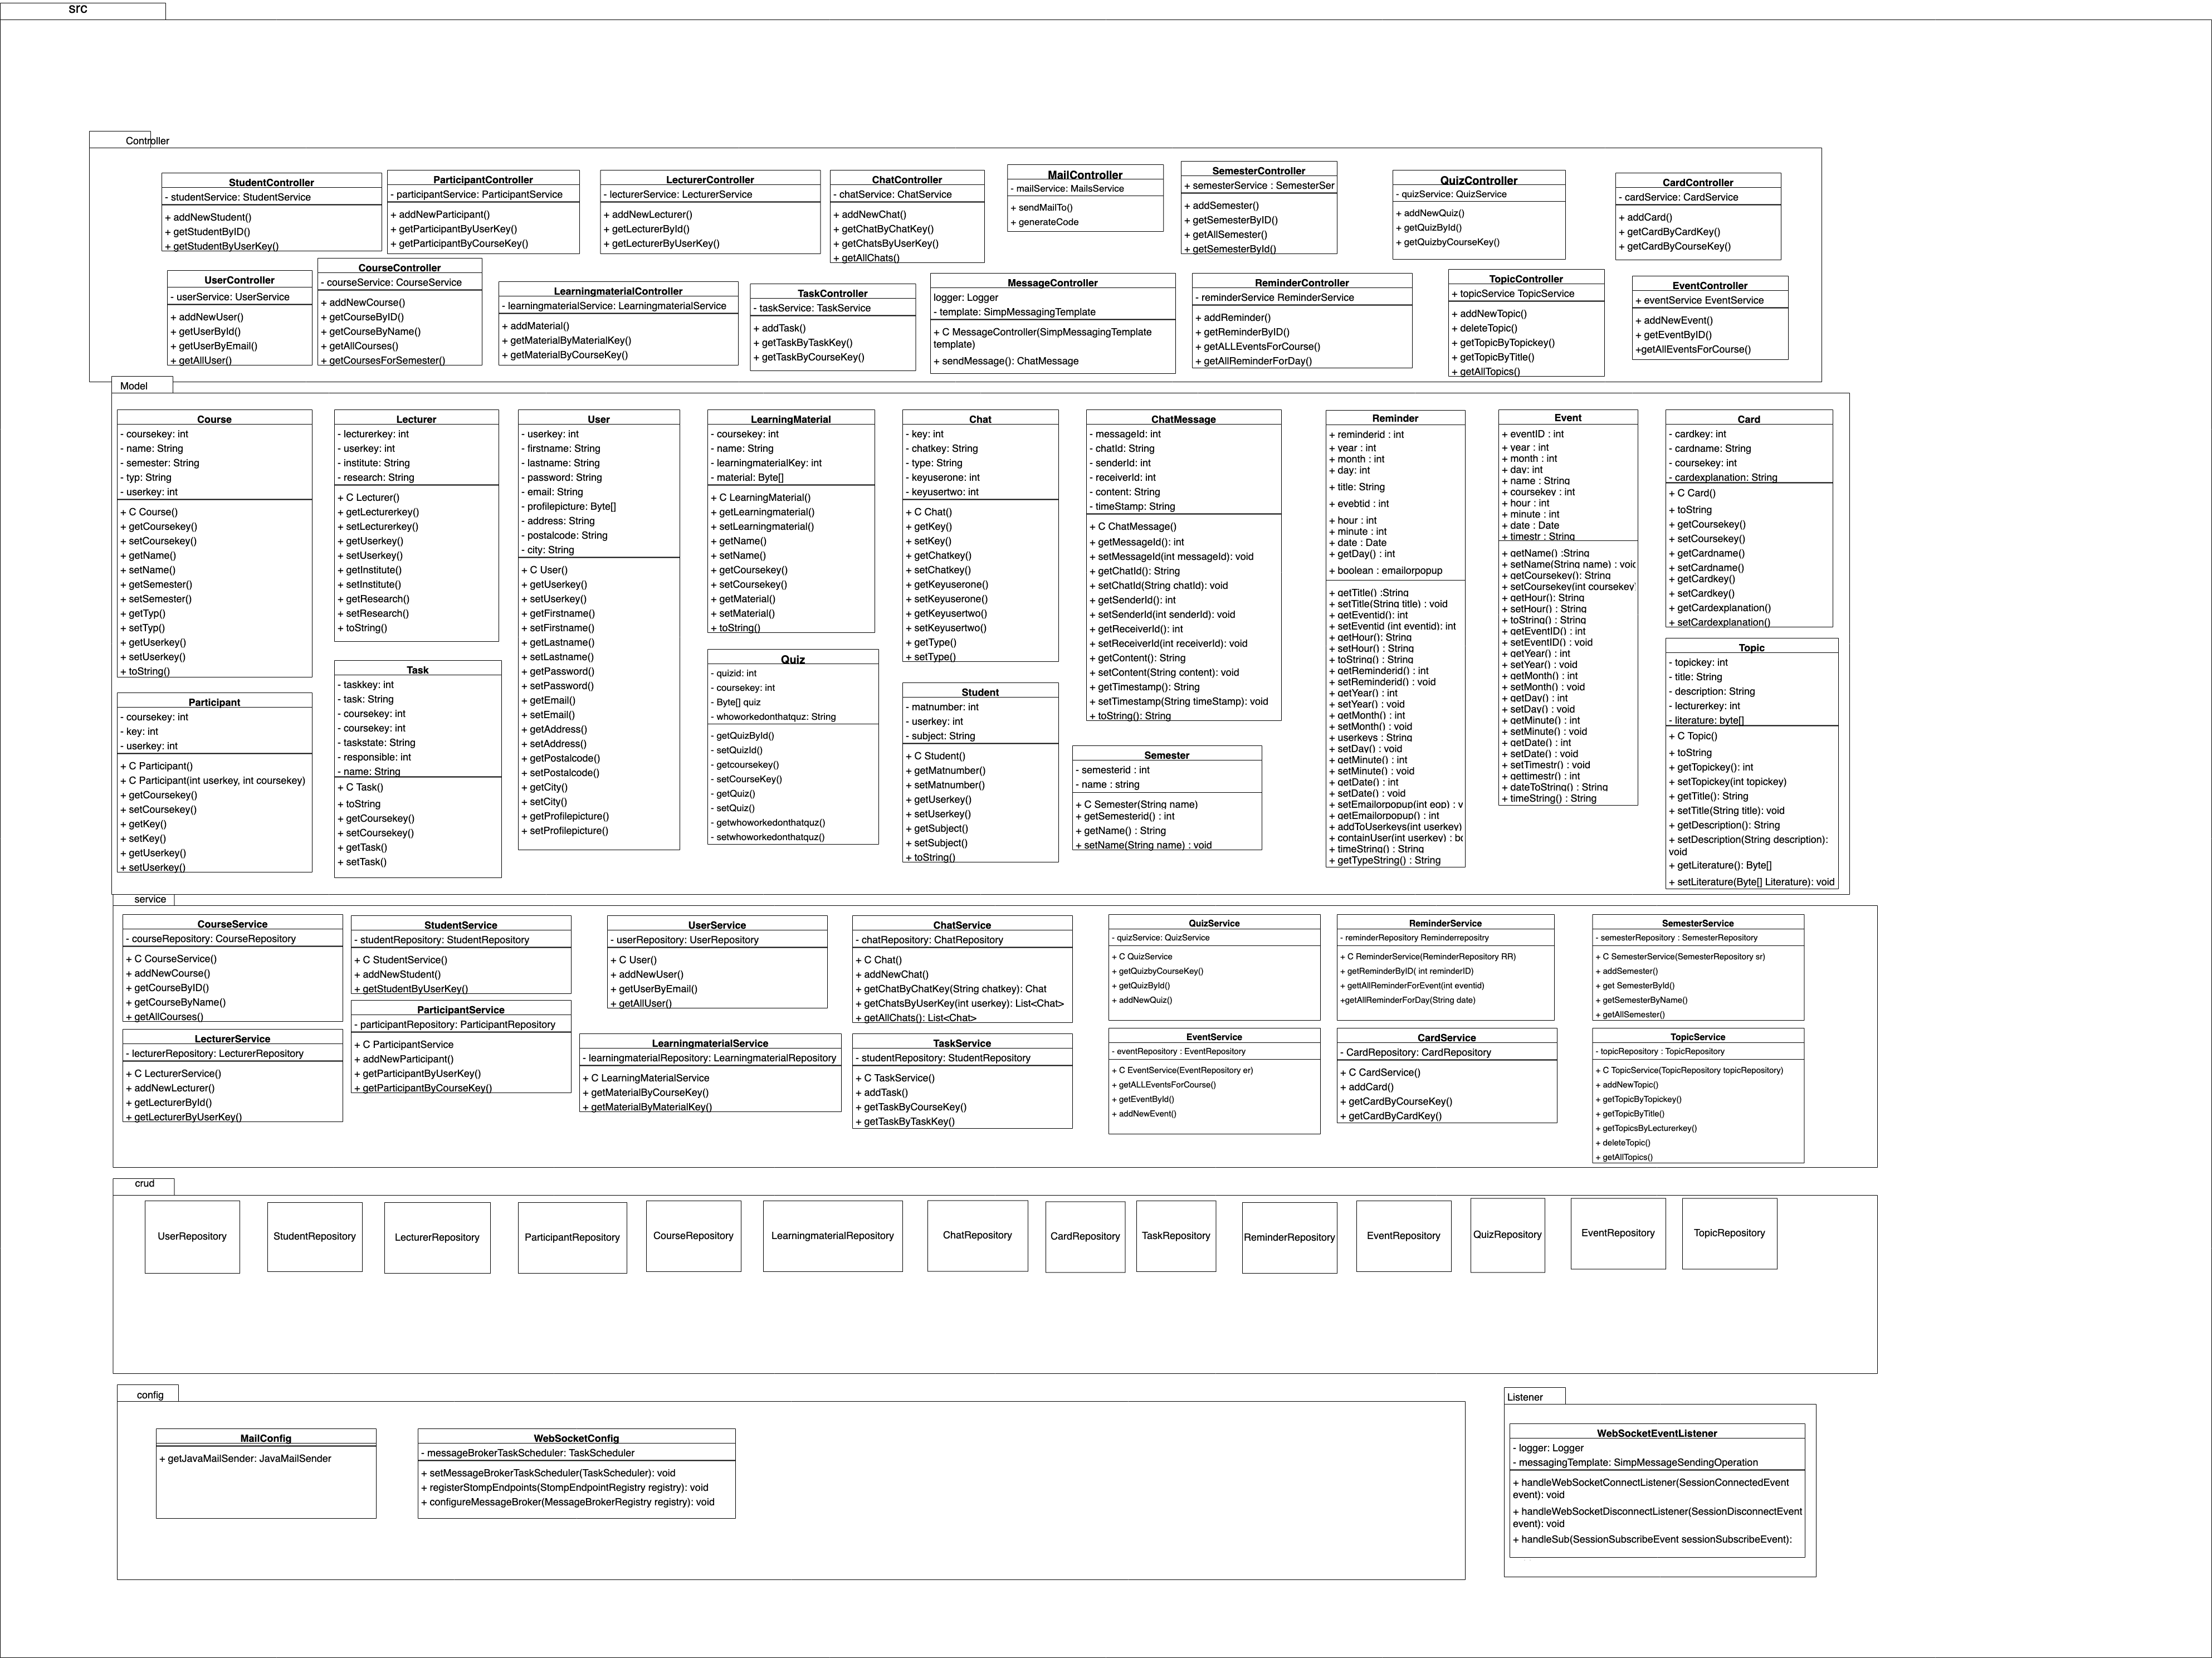 src
Controller
StudentController
- studentService: StudentService
+ addNewStudent()
+ getStudentByID()
+ getStudentByUserKey()
ParticipantController
- participantService: ParticipantService
+ addNewParticipant()
+ getParticipantByUserKey()
+ getParticipantByCourseKey()
LecturerController
- lecturerService: LecturerService
+ addNewLecturer()
+ getLecturerById()
+ getLecturerByUserKey()
ChatController
- chatService: ChatService
+ addNewChat()
+ getChatByChatKey()
+ getChatsByUserKey()
+ getAllChats()
MailController
- mailService: MailsService
+ sendMailTo()
+ generateCode
SemesterController
+ semesterService : SemesterSer
+ addSemester()
+ getSemesterByID()
+ getAllSemester()
+ getSemesterById()
QuizController
- quizService: QuizService
+ addNewQuiz()
+ getQuizById()
+ getQuizbyCourseKey()
CardController
- cardService: CardService
+ addCard()
+ getCardByCardKey()
+ getCardByCourseKey()
UserController
- userService: UserService
+ addNewUser()
+ getUserById()
+ getUserByEmail()
+ getAllUser()
CourseController
- courseService: CourseService
+ addNewCourse()
+ getCourseByID()
+ getCourseByName()
+ getAllCourses()
+ getCoursesForSemester()
LearningmaterialController
- learningmaterialService: LearningmaterialService
+ addMaterial()
+ getMaterialByMaterialKey()
+ getMaterialByCourseKey()
TaskController
- taskService: TaskService
+ addTask()
+ getTaskByTaskKey()
+ getTaskByCourseKey()
MessageController
logger: Logger
- template: SimpMessagingTemplate
+ C MessageController(SimpMessagingTemplate
template)
+ sendMessage(): ChatMessage
ReminderController
- reminderService ReminderService
+ addReminder()
+ getReminderByID()
+ getALLEventsForCourse()
+ getAllReminderForDay()
TopicController
+ topicService TopicService
+ addNewTopic()
+ deleteTopic()
+ getTopicByTopickey()
+ getTopicByTitle()
+ getAllTopics()
EventController
+ eventService EventService
+ addNewEvent()
+ getEventByID()
+getAllEventsForCourse()
Model
Course
- coursekey: int
- name: String
- semester: String
- typ: String
- userkey: int
+ C Course()
+ getCoursekey()
+ setCoursekey()
+ getName()
+ setName()
+ getSemester()
+ setSemester()
+ getTyp()
+ setTyp()
+ getUserkey()
+ setUserkey()
+ toString()
Participant
- coursekey: int
- key: int
- userkey: int
+ C Participant()
+ C Participant(int userkey, int coursekey)
+ getCoursekey()
+ setCoursekey()
+ getKey()
+ setKey()
+ getUserkey()
+ setUserkey()
Lecturer
- lecturerkey: int
- userkey: int
- institute: String
- research: String
+ C Lecturer()
+ getLecturerkey()
+ setLecturerkey()
+ getUserkey()
+ setUserkey()
+ getInstitute()
+ setInstitute()
+ getResearch()
+ setResearch()
+ toString()
Task
- taskkey: int
- task: String
- coursekey: int
- coursekey: int
- taskstate: String
- responsible: int
- name: String
+ C Task()
+ toString
+ getCoursekey()
+ setCoursekey()
+ getTask()
+ setTask()
User
- userkey: int
- firstname: String
- lastname: String
- password: String
- email: String
- profilepicture: Byte[]
- address: String
- postalcode: String
- city: String
+ C User()
+ getUserkey()
+ setUserkey()
+ getFirstname()
+ setFirstname()
+ getLastname()
+ setLastname()
+ getPassword()
+ setPassword()
+ getEmail()
+ setEmail()
+ getAddress()
+ setAddress()
+ getPostalcode()
+ setPostalcode()
+ getCity()
+ setCity()
+ getProfilepicture()
+ setProfilepicture()
LearningMaterial
- coursekey: int
- name: String
- learningmaterialKey: int
- material: Byte[]
+ C LearningMaterial()
+ getLearningmaterial()
+ setLearningmaterial()
+ getName()
+ setName()
+ getCoursekey()
+ setCoursekey()
+ getMaterial()
+ setMaterial()
+ toString()
Quiz
- quizid: int
- coursekey: int
- Byte[] quiz
- whoworkedonthatquz: String
- getQuizById()
- setQuizId()
- getcoursekey()
- setCourseKey()
- getQuiz()
- setQuiz()
- getwhoworkedonthatquz()
- setwhoworkedonthatquz()
Chat
- key: int
- chatkey: String
- type: String
- keyuserone: int
- keyusertwo: int
+ C Chat()
+ getKey()
+ setKey()
+ getChatkey()
+ setChatkey()
+ getKeyuserone()
+ setKeyuserone()
+ getKeyusertwo()
+ setKeyusertwo()
+ getType()
+ setType()
Student
- matnumber: int
- userkey: int
- subject: String
+ C Student()
+ getMatnumber()
+ setMatnumber()
+ getUserkey()
+ setUserkey()
+ getSubject()
+ setSubject()
+ toString()
ChatMessage
- messageId: int
- chatId: String
- senderId: int
- receiverId: int
- content: String
- timeStamp: String
+ C ChatMessage()
+ getMessageId(): int
+ setMessageId(int messageId): void
+ getChatId(): String
+ setChatId(String chatId): void
+ getSenderId(): int
+ setSenderId(int senderId): void
+ getReceiverId(): int
+ setReceiverId(int receiverId): void
+ getContent(): String
+ setContent(String content): void
+ getTimestamp(): String
+ setTimestamp(String timeStamp): void
+ toString(): String
Semester
- semesterid : int
- name : string
+ C Semester(String name)
+ getSemesterid() : int
+ getName() : String
+ setName(String name) : void
Reminder
+ reminderid : int
+ year : int
+ month : int
+ day: int
+ title: String
+ evebtid : int
+ hour : int
+ minute : int
+ date : Date
+ getDay() : int
+ boolean : emailorpopup
+ getTitle() :String
+ setTitle(String title) : void
+ getEventid(): int
+ setEventid (int eventid): int
+ getHour(): String
+ setHour() : String
+ toString() : String
+ getReminderid() : int
+ setReminderid() : void
+ getYear() : int
+ setYear() : void
+ getMonth() : int
+ setMonth() : void
+ userkeys : String
+ setDay() : void
+ getMinute() : int
+ setMinute() : void
+ getDate() : int
+ setDate() : void
+ setEmailorpopup(int eop) : v
+ getEmailorpopup() : int
+ addToUserkeys(int userkey)
+ containUser(int userkey) : bo
+ timeString() : String
+ getTypeString() : String
Event
+ eventID : int
+ year : int
+ month : int
+ day: int
+ name : String
+ coursekey : int
+ hour : int
+ minute : int
+ date : Date
+ timestr : String
+ getName() :String
+ setName(String name) : void
+ getCoursekey(): String
+ setCoursekey(int coursekey)
+ getHour() : String
+ setHour() : String
+ toString() : String
+ getEventID() : int
+ setEventID() : void
+ getYear() : int
+ setYear() : void
+ getMonth() : int
+ setMonth() : void
+ getDay() : int
+ setDay() : void
+ getMinute() : int
+ setMinute() : void
+ getDate() : int
+ setDate() : void
+ setTimestr() : void
+ gettimestr() : int
+ dateToString() : String
+ timeString() : String
Card
- cardkey: int
- cardname: String
- coursekey: int
- cardexplanation: String
+ C Card()
+ toString
+ getCoursekey()
+ setCoursekey()
+ getCardname()
+ setCardname()
+ getCardkey()
+ setCardkey()
+ getCardexplanation()
+ setCardexplanation()
Topic
- topickey: int
- title: String
- description: String
- lecturerkey: int
- literature: byte[]
+ C Topic()
+ toString
+ getTopickey(): int
+ setTopickey(int topickey)
+ getTitle(): String
+ setTitle(String title): void
+ getDescription(): String
+ setDescription(String description):
void
+ getLiterature(): Byte[]
+ setLiterature(Byte[] Literature): void
service
CourseService
- courseRepository: CourseRepository
+ C CourseService()
+ addNewCourse()
+ getCourseByID()
+ getCourseByName()
+ getAllCourses()
LecturerService
- lecturerRepository: LecturerRepository
+ C LecturerService()
+ addNewLecturer()
+ getLecturerById()
+ getLecturerByUserKey()
StudentService
- studentRepository: StudentRepository
+ C StudentService()
+ addNewStudent()
+ getStudentByUserKey()
ParticipantService
- participantRepository: ParticipantRepository
+ C ParticipantService
+ addNewParticipant()
+ getParticipantByUserKey()
+ getParticipantByCourseKey()
UserService
- userRepository: UserRepository
+ C User()
+ addNewUser()
+ getUserByEmail()
+ getAllUser()
LearningmaterialService
- learningmaterialRepository: LearningmaterialRepository
+ C LearningMaterialService
+ getMaterialByCourseKey()
+ getMaterialByMaterialKey()
ChatService
- chatRepository: ChatRepository
+ C Chat()
+ addNewChat()
+ getChatByChatKey(String chatkey): Chat
+ getChatsByUserKey(int userkey): List<Chat>
+ getAllChats(): List<Chat>
TaskService
- studentRepository: StudentRepository
+ C TaskService()
+ addTask()
+ getTaskByCourseKey()
+ getTaskByTaskKey()
QuizService
- quizService: QuizService
+ C QuizService
+ getQuizbyCourseKey()
+ getQuizById()
+ addNewQuiz()
EventService
- eventRepository : EventRepository
+ C EventService(EventRepository er)
+ getALLEventsForCourse()
+ getEventById()
+ addNewEvent()
ReminderService
- reminderRepository Reminderrepositry
+ C ReminderService(ReminderRepository RR)
+ getReminderByID( int reminderID)
+ gettAllReminderForEvent(int eventid)
+getAllReminderForDay(String date)
CardService
- CardRepository: CardRepository
+ C CardService()
+ addCard()
+ getCardByCourseKey()
+ getCardByCardKey()
SemesterService
- semesterRepository : SemesterRepository
+ C SemesterService(SemesterRepository sr)
+ addSemester()
+ get SemesterById()
+ getSemesterByName()
+ getAllSemester()
TopicService
- topicRepository : TopicRepository
+ C TopicService(TopicRepository topicRepository)
+ addNewTopic()
+ getTopicByTopickey()
+ getTopicByTitle()
+ getTopicsByLecturerkey()
+ deleteTopic()
+ getAllTopics()
crud
UserRepository
StudentRepository
LecturerRepository
ParticipantRepository
CourseRepository
LearningmaterialRepository
ChatRepository
CardRepository
TaskRepository
ReminderRepository
EventRepository
QuizRepository
EventRepository
TopicRepository
config
MailConfig
+ getJavaMailSender: JavaMailSender
WebSocketConfig
- messageBrokerTaskScheduler: TaskScheduler
+ setMessageBrokerTaskScheduler(TaskScheduler): void
+ registerStompEndpoints(StompEndpointRegistry registry): void
+ configureMessageBroker(MessageBrokerRegistry registry): void
Listener
WebSocketEventListener
- logger: Logger
- messagingTemplate: SimpMessageSendingOperation
+ handleWebSocketConnectListener(SessionConnectedEvent
event): void
+ handleWebSocketDisconnectListener(SessionDisconnectEvent
event): void
+ handleSub(SessionSubscribeEvent sessionSubscribeEvent):